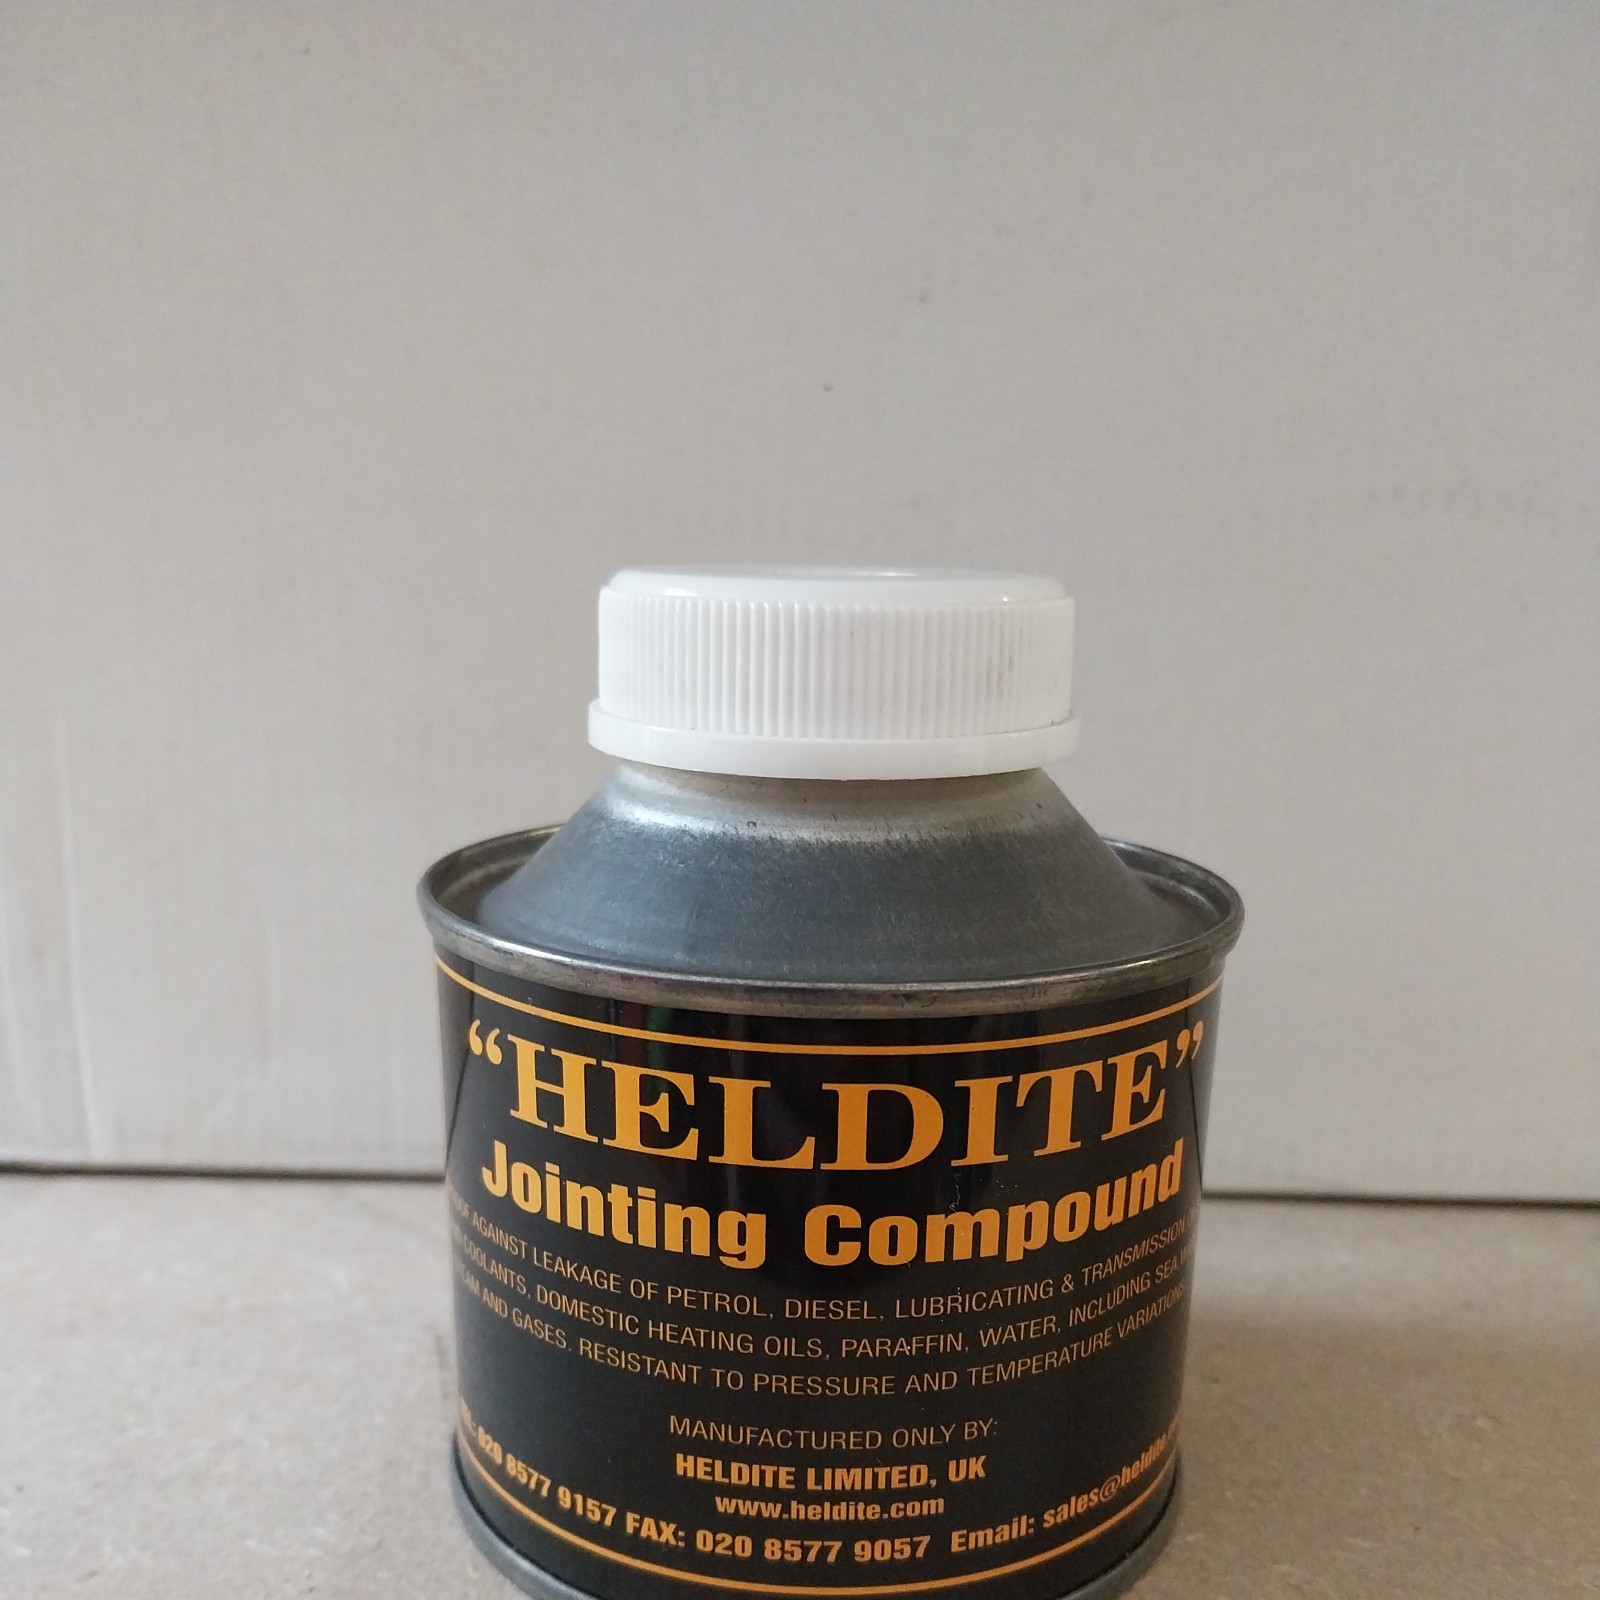 “HELDITE”
Jointing Compound
AGAINST LEAKAGE OF PETROL, DIESEL, LUBRICATING & TRANSMISSION
COOLANTS, DOMESTIC HEATING OILS, PARAFFIN, WATER, INCLUDING SEA
AND GASES. RESISTANT TO PRESSURE AND TEMPERATURE VARIATIONS
MANUFACTURED ONLY BY:
HELDITE LIMITED, UK
www.heldite.com
020 8577 9157 FAX: 020 8577 9057 Email: sales@heldite